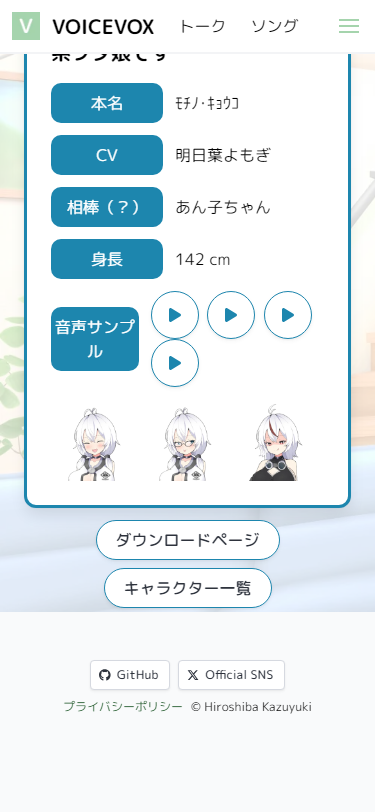 V VOICEVOX トーク ソング
本名 ﾓﾁﾉ･ｷｮｳｺ
CV 明日葉よもぎ
相棒（？） あん子ちゃん
身長 142 cm
音声サンプ
ル
ダウンロードページ
キャラクター一覧
GitHub Official SNS
プライバシーポリシー © Hiroshiba Kazuyuki